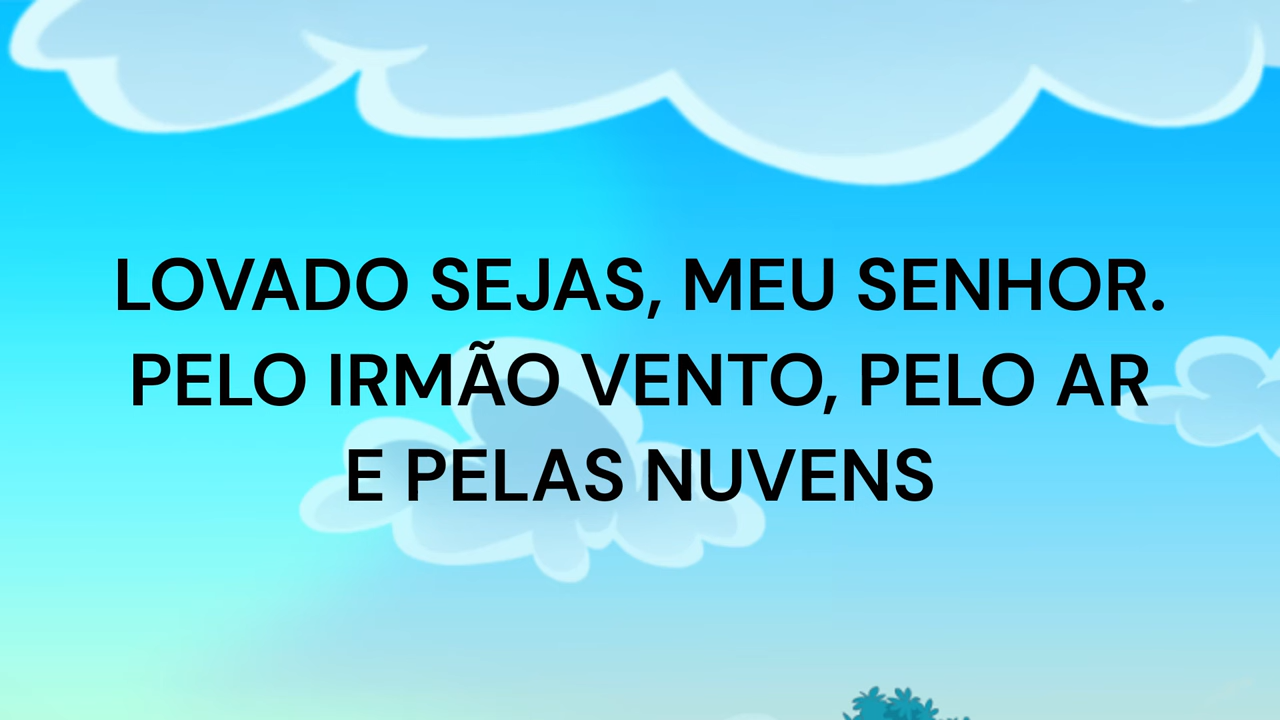 LOVADO SEJAS, MEU SENHOR.
PELO IRMÃO VENTO, PELO AR
E PELAS NUVENS